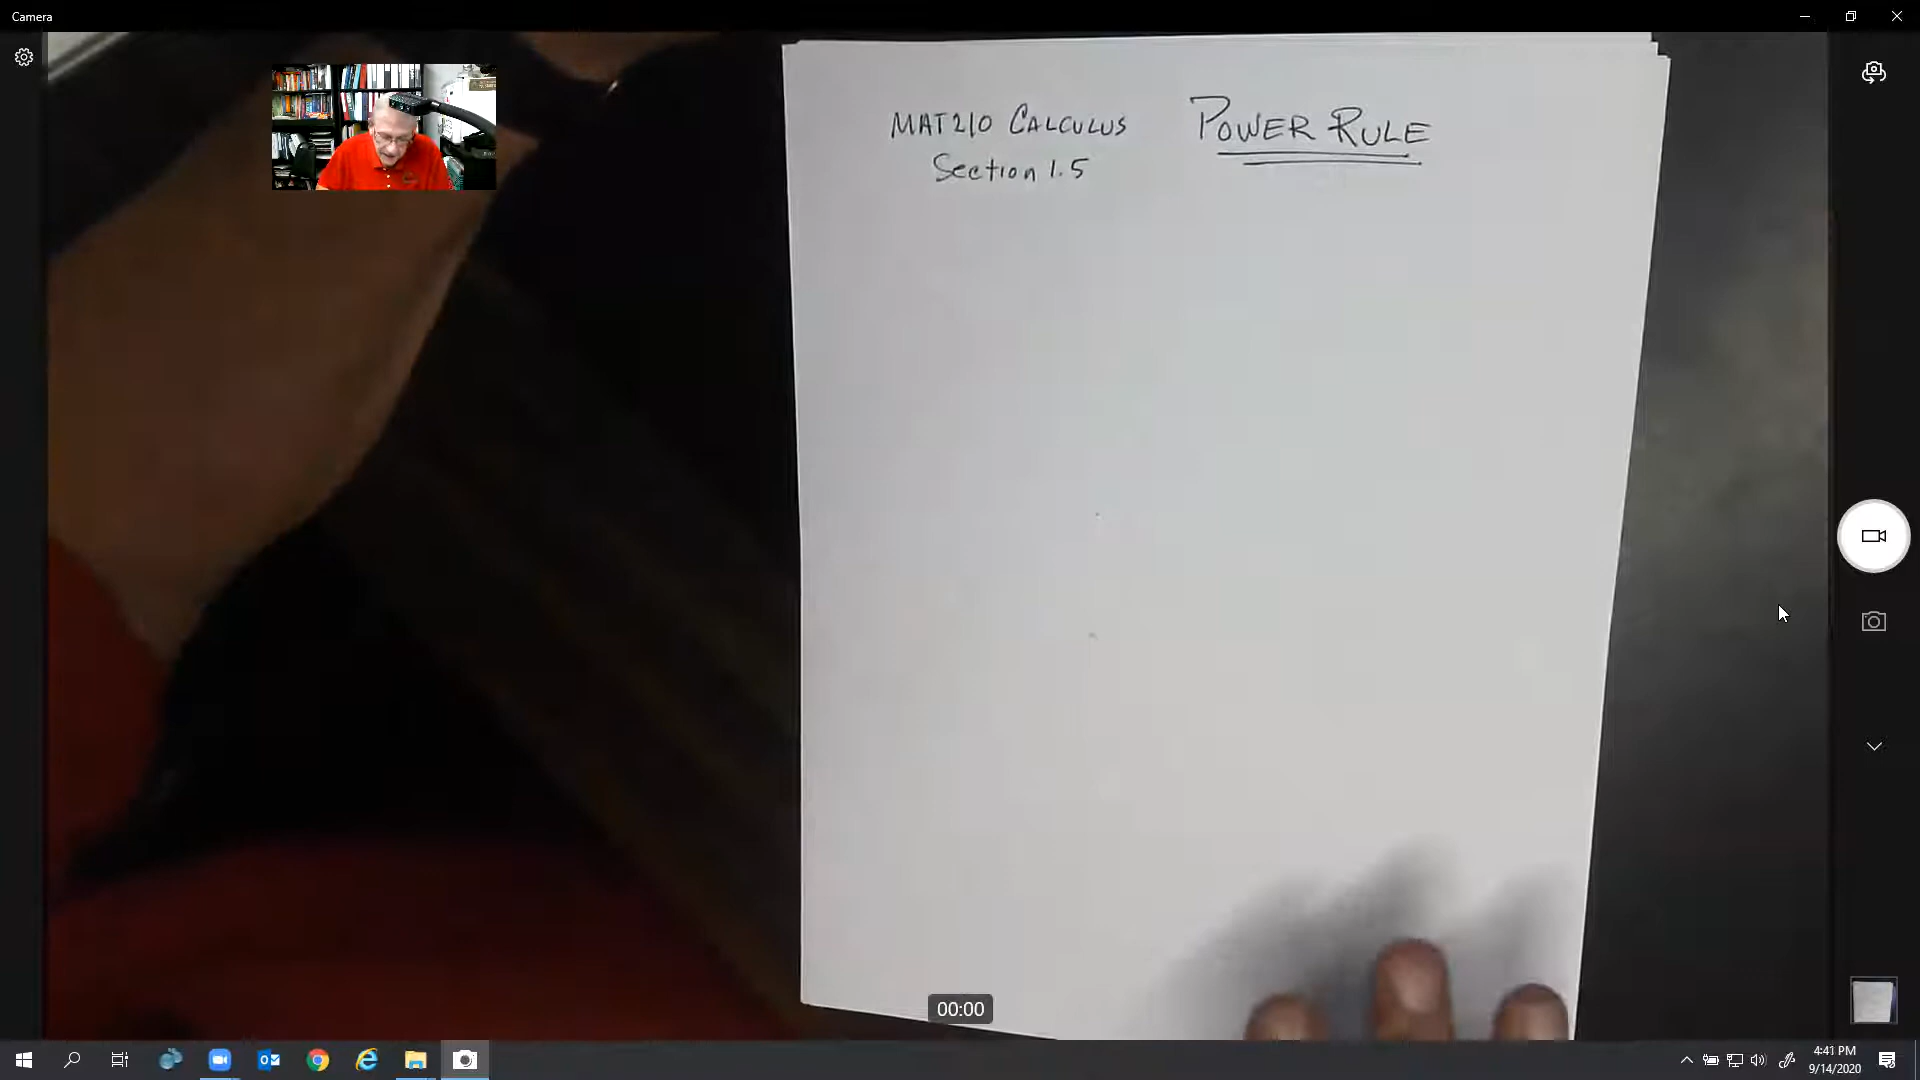 Camera
MAT210 CALCULUS
Section 1.5
POWER RULE
00:00
4:41 PM
9/14/2020